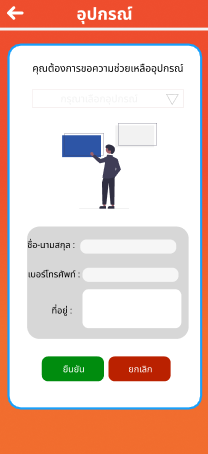 อุปกรณ์
คุณต้องการขอความช่วยเหลืออุปกรณ์
กรุณาเลือกอุปกรณ์
ชื่อ-นามสกุล :
เบอร์โทรศัพท์ :
ที่อยู่ :
ยืนยัน
ยกเลิก